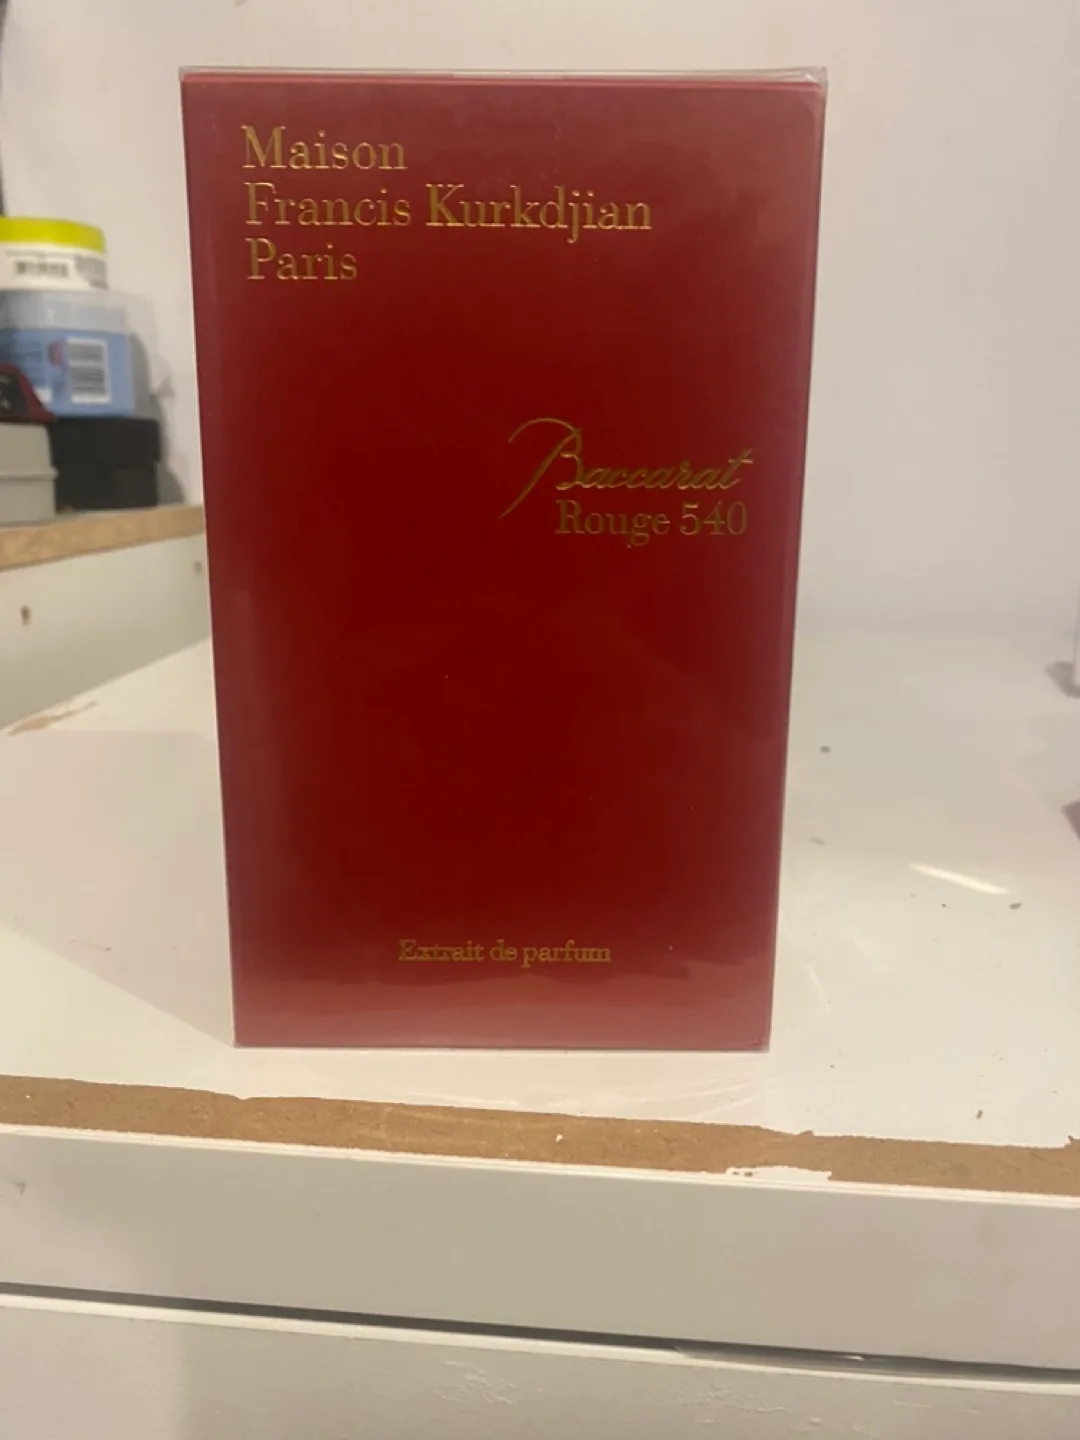 Maison
Francis Kurkdjian
Paris
Baccarat
Rouge 540
Extrait de parfum